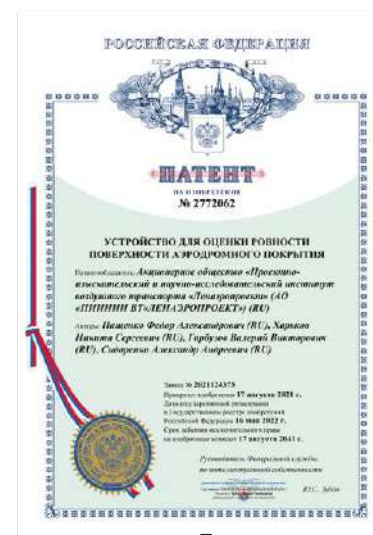 РОССИЙСКАЯ ФЕДЕРАЦИЯ
ПАТЕНТ
НА ИЗОБРЕТЕНИЕ
№ 2772062
УСТРОЙСТВО ДЛЯ ОЦЕНКИ РОВНОСТИ
ПОВЕРХНОСТИ АЭРОДРОМНОГО ПОКРЫТИЯ
Патентообладатель: Акционерное общество «Проектно-
изыскательский и научно-исследовательский институт
воздушного транспорта «Ленаэропроект» (АО
«ПИИНИИ ВТ«ЛЕНАЭРОПРОЕКТ») (RU)
Авторы: Пащенко Федор Александрович (RU), Харьков
Никита Сергеевич (RU), Гарбузов Валерий Викторович
(RU), Сидоренко Александр Андреевич (RU)
Заявка № 2021124375
Приоритет изобретения 17 августа 2021 г.
Дата государственной регистрации
в Государственном реестре изобретений
Российской Федерации 16 мая 2022 г.
Срок действия исключительного права
на изобретение истекает 17 августа 2041 г.
Руководитель Федеральной службы
по интеллектуальной собственности
Ю.С. Зубов